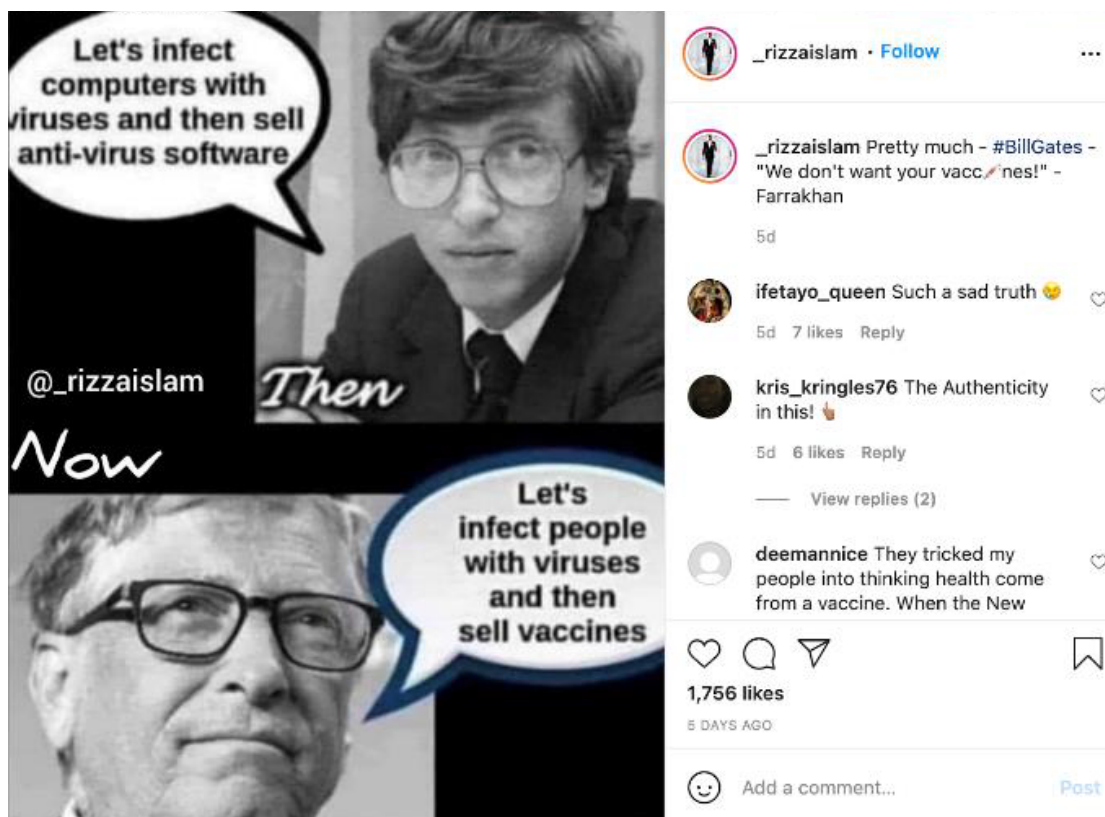 Let's infect
computers with
viruses and then sell
anti-virus software
@_rizzaislam
Then
Now
Let's
infect people
with viruses
and then
sell vaccines
_rizzaislam • Follow
_rizzaislam Pretty much - #BillGates -
"We don't want your vacc💉nes!" -
Farrakhan
5d
ifetayo_queen Such a sad truth 😢
5d 7 likes Reply
kris_kringles76 The Authenticity
in this! 👆🏽
5d 6 likes Reply
View replies (2)
deemannice They tricked my
people into thinking health come
from a vaccine. When the New
1,756 likes
5 DAYS AGO
Add a comment... Post